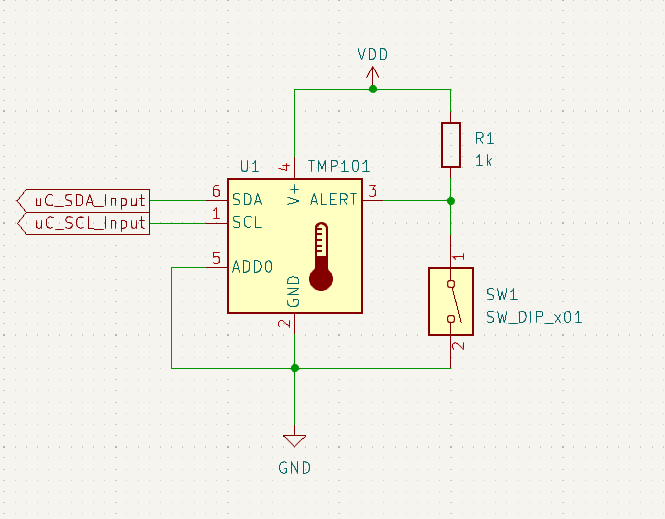 VDD
R1
1k
U1
4
TMP101
6
SDA
V+
ALERT
3
uC_SDA_Input
1
SCL
uC_SCL_Input
5
ADD0
GND
2
1
SW1
SW_DIP_x01
2
GND